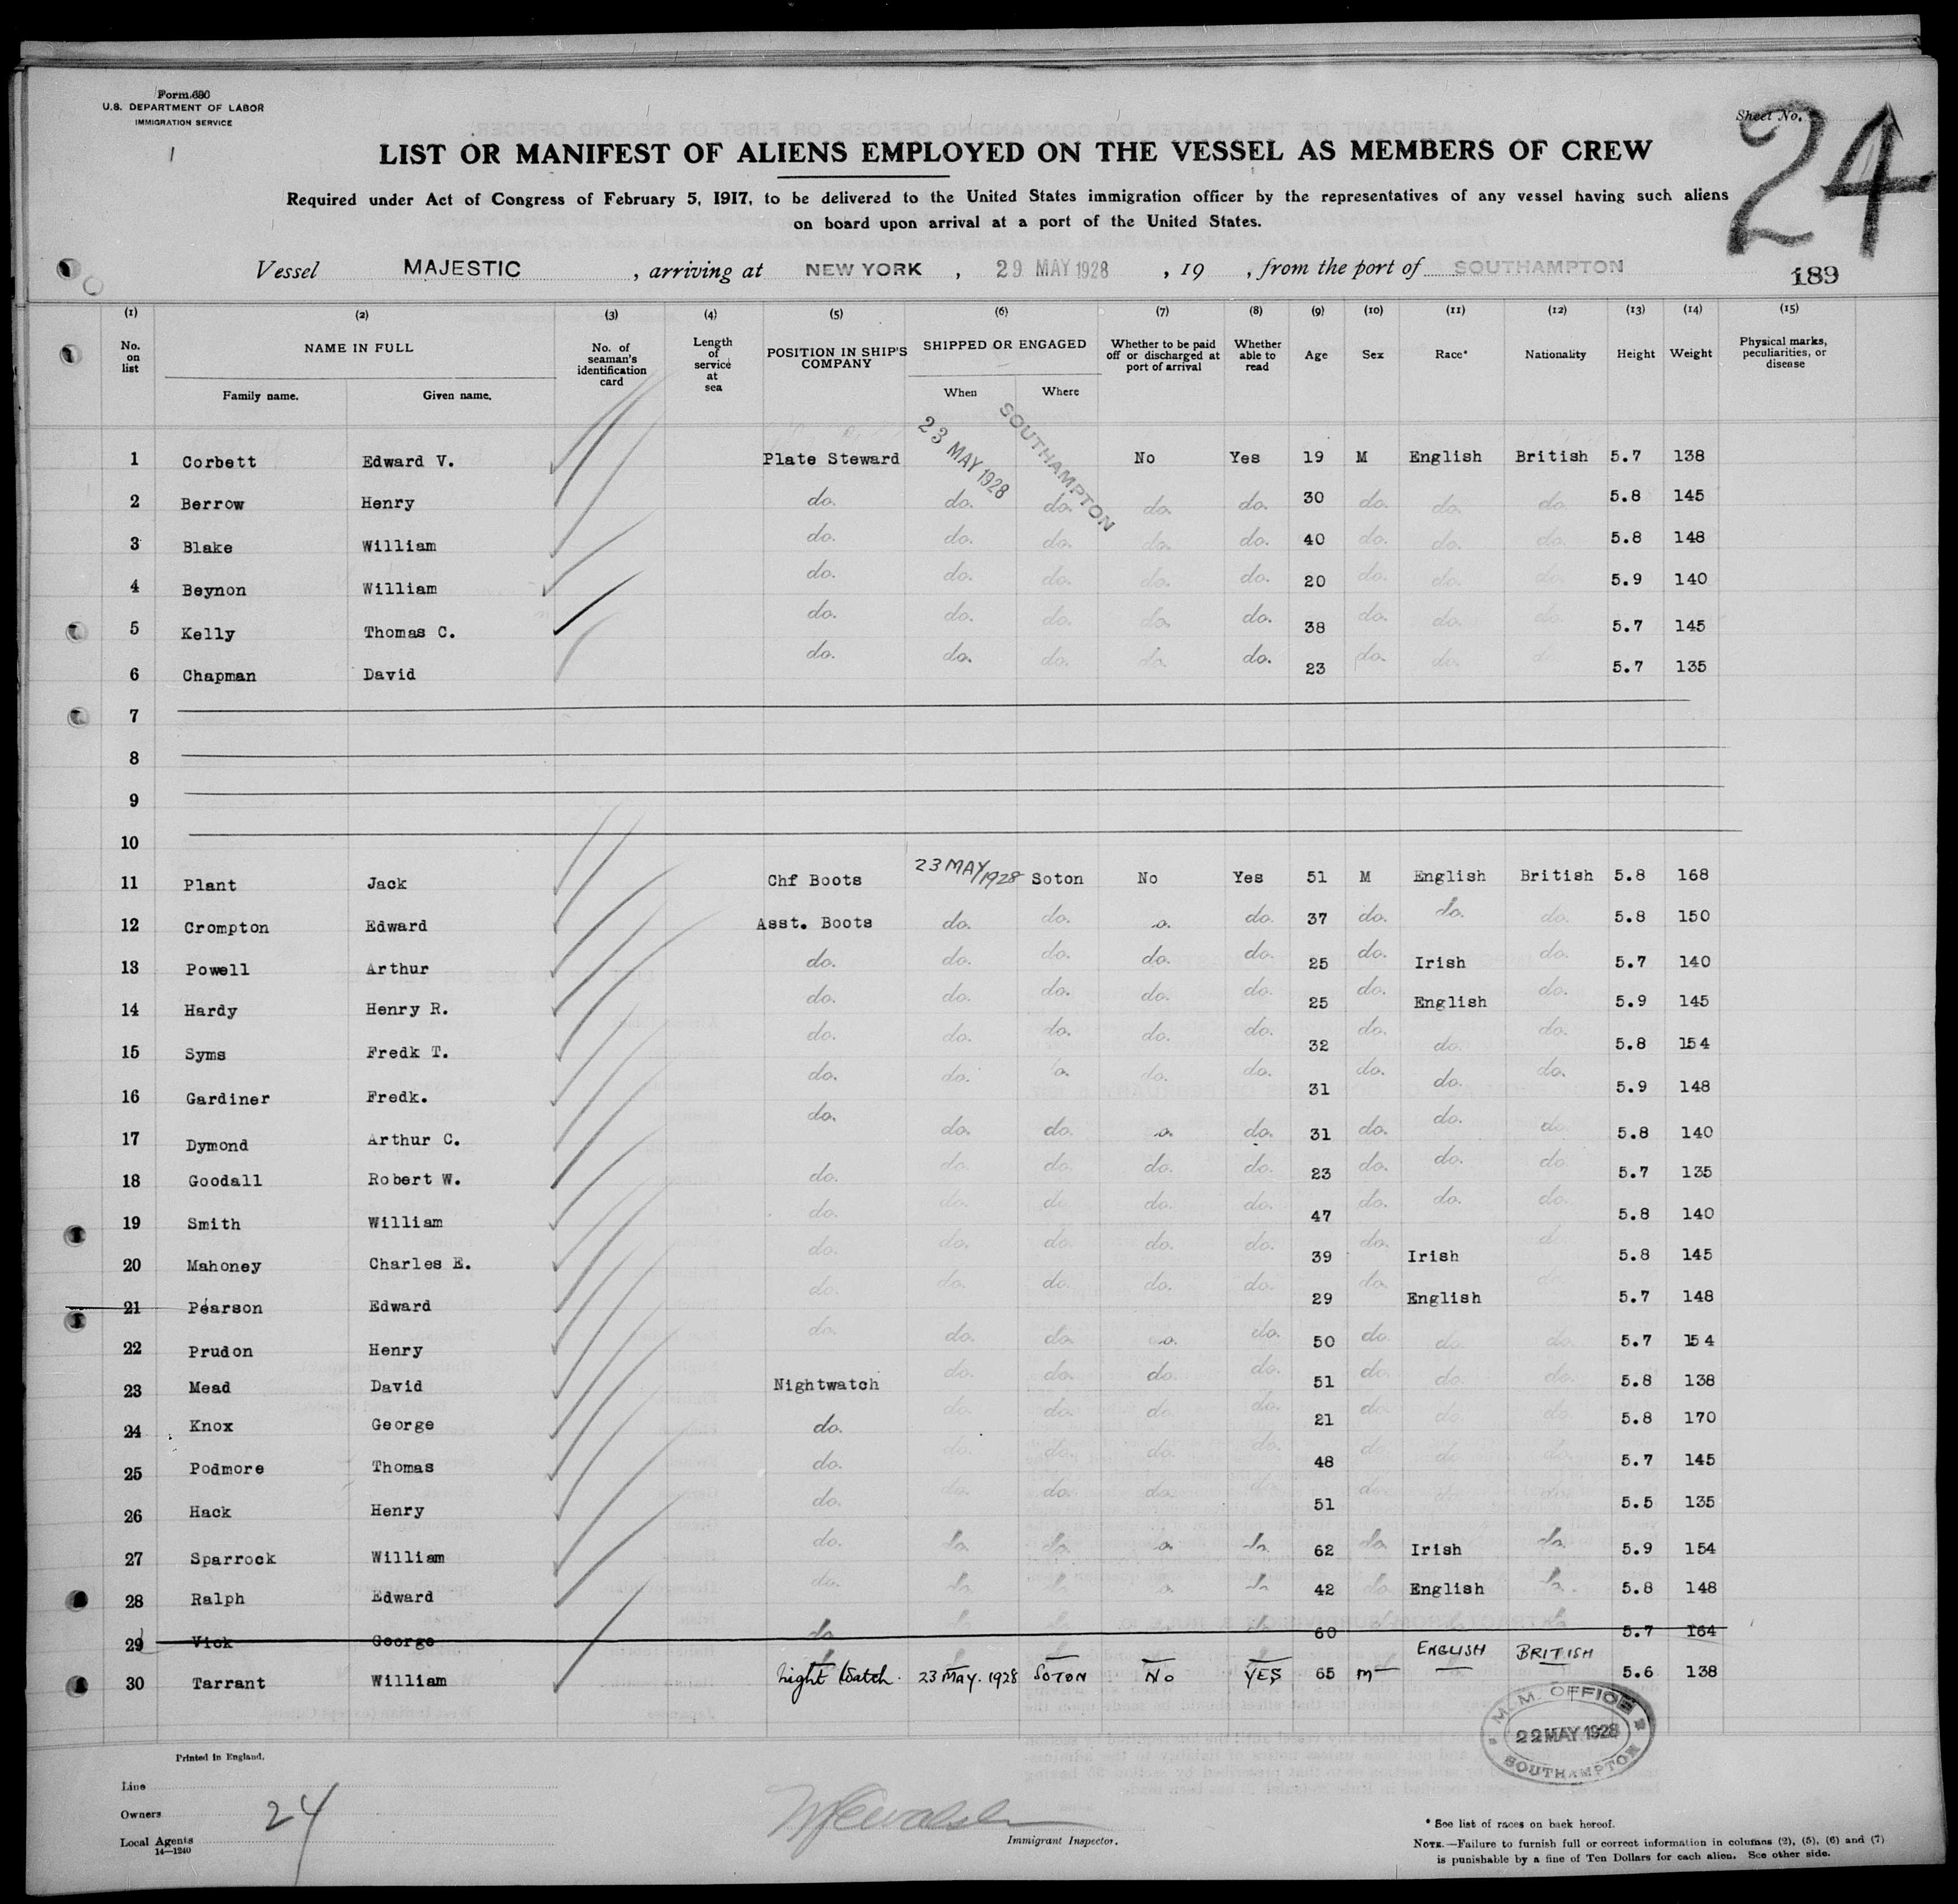 Form 680
U.S. DEPARTMENT OF LABOR
IMMIGRATION SERVICE
Sheet No. 24
LIST OR MANIFEST OF ALIENS EMPLOYED ON THE VESSEL AS MEMBERS OF CREW
Required under Act of Congress of February 5, 1917, to be delivered to the United States immigration officer by the representatives of any vessel having such aliens
on board upon arrival at a port of the United States.
Vessel MAJESTIC, arriving at NEW YORK, 29 MAY 1928, 19 , from the port of SOUTHAMPTON
189
(1) (2) (3) (4) (5) (6) (7) (8) (9) (10) (11) (12) (13) (14) (15)
No. on list NAME IN FULL Family name. Given name. No. of seaman's identification card Length of service at sea POSITION IN SHIP'S COMPANY SHIPPED OR ENGAGED When Where Whether to be paid off or discharged at port of arrival Whether able to read Age Sex Race* Nationality Height Weight Physical marks, peculiarities, or disease
1 Corbett Edward V. Plate Steward 23 MAY 1928 SOUTHAMPTON No Yes 19 M English British 5.7 138
2 Berrow Henry do. do. do. do. do. 30 do. do. do. 5.8 145
3 Blake William do. do. do. do. do. 40 do. do. do. 5.8 148
4 Beynon William do. do. do. do. do. 20 do. do. do. 5.9 140
5 Kelly Thomas C. do. do. do. do. do. 38 do. do. do. 5.7 145
6 Chapman David do. do. do. do. do. 23 do. do. do. 5.7 135
7
8
9
10
11 Plant Jack Chf Boots 23 MAY 1928 Soton No Yes 51 M English British 5.8 168
12 Crompton Edward Asst. Boots do. do. do. do. 37 do. do. do. 5.8 150
13 Powell Arthur do. do. do. do. do. 25 do. Irish do. 5.7 140
14 Hardy Henry R. do. do. do. do. do. 25 do. English do. 5.9 145
15 Syms Fredk T. do. do. do. do. do. 32 do. do. do. 5.8 154
16 Gardiner Fredk. do. do. do. do. do. 31 do. do. do. 5.9 148
17 Dymond Arthur C. do. do. do. do. do. 31 do. do. do. 5.8 140
18 Goodall Robert W. do. do. do. do. do. 23 do. do. do. 5.7 135
19 Smith William do. do. do. do. do. 47 do. do. do. 5.8 140
20 Mahoney Charles E. do. do. do. do. do. 39 do. Irish do. 5.8 145
21 Pearson Edward do. do. do. do. do. 29 do. English 5.7 148
22 Prudon Henry do. do. do. do. do. 50 do. do. do. 5.7 154
23 Mead David Nightwatch do. do. do. do. 51 do. do. do. 5.8 138
24 Knox George do. do. do. do. do. 21 do. do. do. 5.8 170
25 Podmore Thomas do. do. do. do. do. 48 do. do. do. 5.7 145
26 Hack Henry do. do. do. do. do. 51 do. do. do. 5.5 135
27 Sparrock William do. do. do. do. do. 62 do. Irish do. 5.9 154
28 Ralph Edward do. do. do. do. do. 42 do. English do. 5.8 148
29 Vick George do. do. do. do. do. 60 do. do. do. 5.7 164
30 Tarrant William Night Watch. 23 May. 1928 SOTON No YES 65 M ENGLISH BRITISH 5.6 138
M.M. OFFICE
22 MAY 1928
SOUTHAMPTON
Printed in England.
Line
Owners
Local Agents
14—1240
24
Immigrant Inspector.
* See list of races on back hereof.
NOTE.—Failure to furnish full or correct information in columns (2), (5), (6) and (7)
is punishable by a fine of Ten Dollars for each alien. See other side.